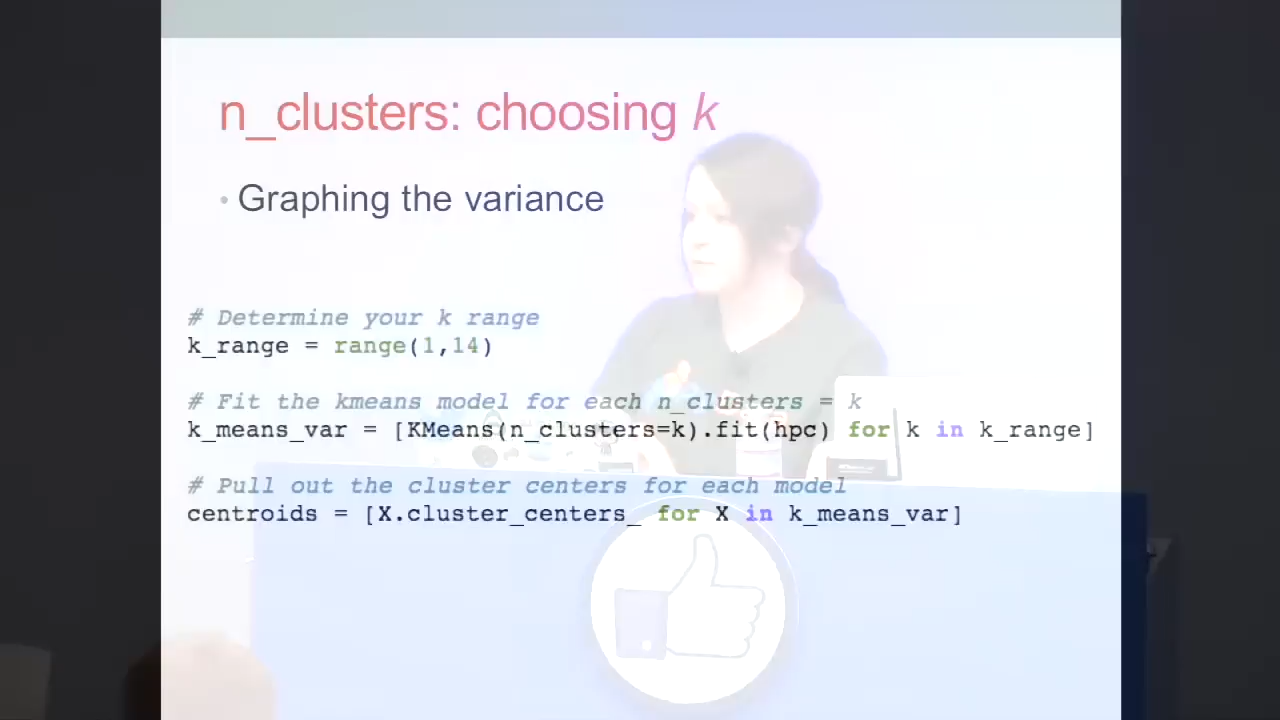 n_clusters: choosing k
• Graphing the variance
# Determine your k range
k_range = range(1,14)
# Fit the kmeans model for each n_clusters = k
k_means_var = [KMeans(n_clusters=k).fit(hpc) for k in k_range]
# Pull out the cluster centers for each model
centroids = [X.cluster_centers_ for X in k_means_var]